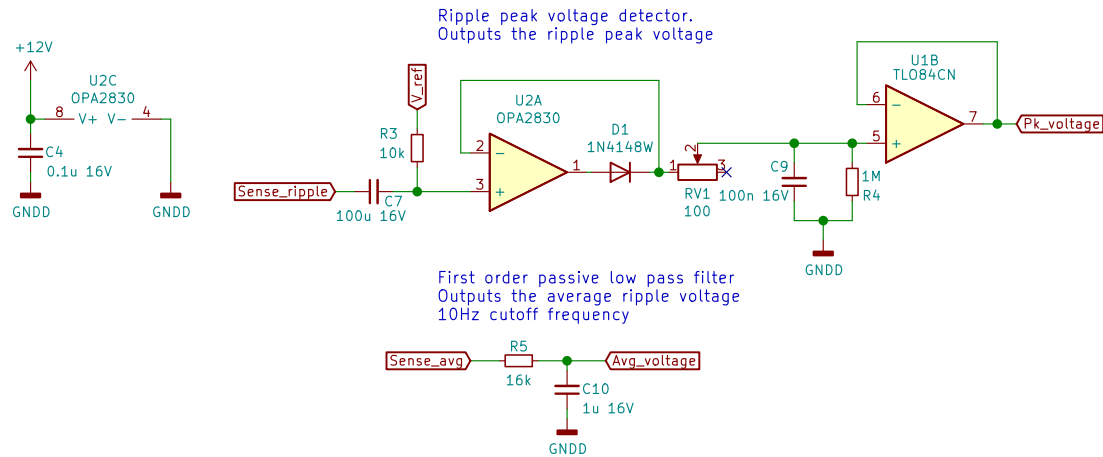 Ripple peak voltage detector.
Outputs the ripple peak voltage
+12V
U2C
OPA2830
8 V+ V- 4
C4
0.1u 16V
GNDD
GNDD
V_ref
R3
10k
Sense_ripple
C7
100u 16V
U2A
OPA2830
2 -
3 +
1
D1
1N4148W
1 2 3
RV1
100
C9
100n 16V
1M
R4
GNDD
U1B
TL084CN
6 -
5 +
7
Pk_voltage
First order passive low pass filter
Outputs the average ripple voltage
10Hz cutoff frequency
Sense_avg
R5
16k
Avg_voltage
C10
1u 16V
GNDD